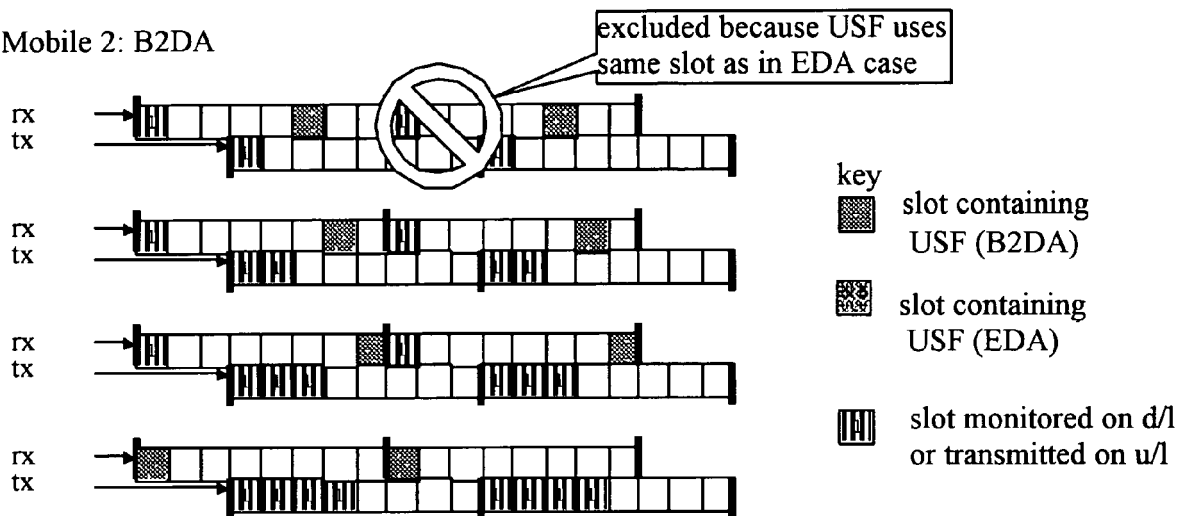 Mobile 2: B2DA
excluded because USF uses
same slot as in EDA case
rx
tx
rx
tx
rx
tx
rx
tx
key
slot containing
USF (B2DA)
slot containing
USF (EDA)
slot monitored on d/l
or transmitted on u/l